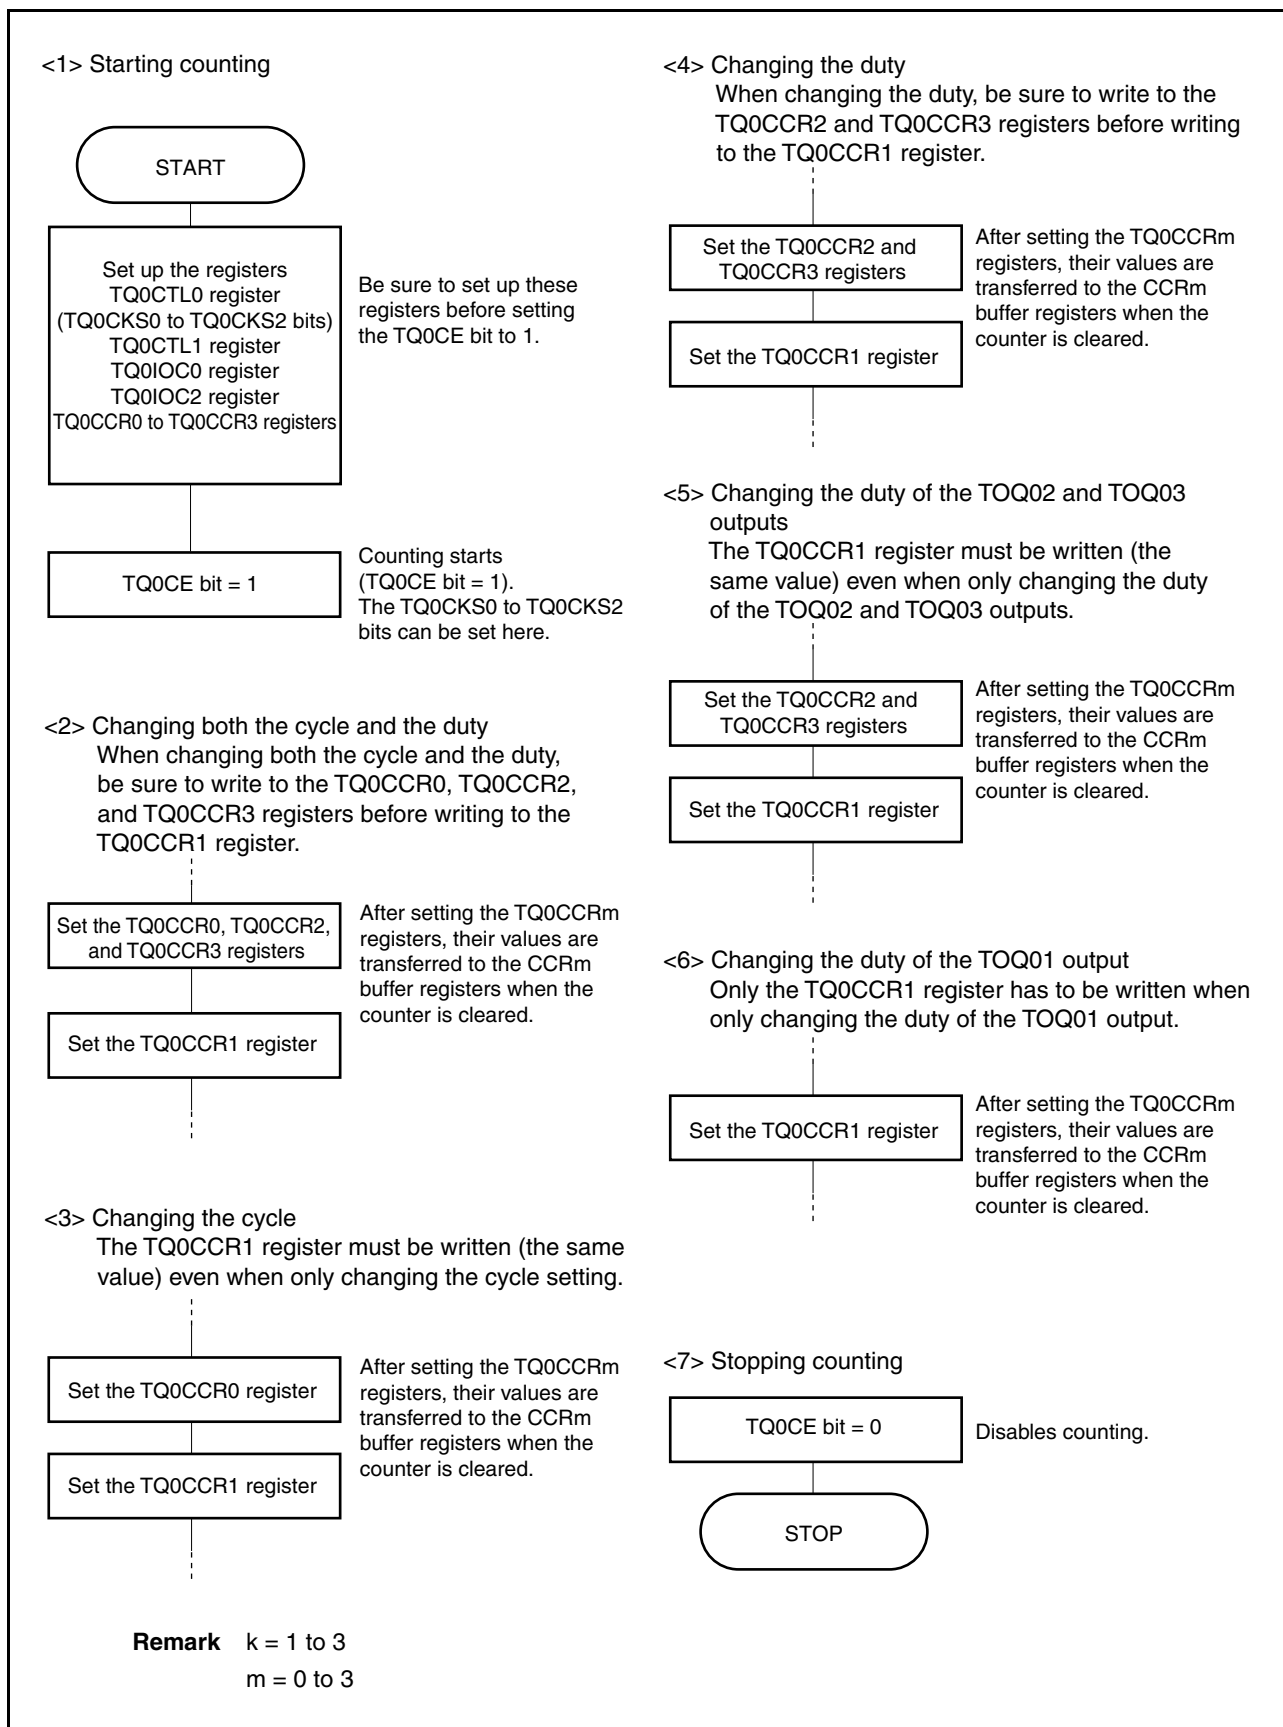 <1> Starting counting
START
Set up the registers
TQ0CTL0 register
(TQ0CKS0 to TQ0CKS2 bits)
TQ0CTL1 register
TQ0IOC0 register
TQ0IOC2 register
TQ0CCR0 to TQ0CCR3 registers
Be sure to set up these
registers before setting
the TQ0CE bit to 1.
TQ0CE bit = 1
Counting starts
(TQ0CE bit = 1).
The TQ0CKS0 to TQ0CKS2
bits can be set here.
<2> Changing both the cycle and the duty
When changing both the cycle and the duty,
be sure to write to the TQ0CCR0, TQ0CCR2,
and TQ0CCR3 registers before writing to the
TQ0CCR1 register.
Set the TQ0CCR0, TQ0CCR2,
and TQ0CCR3 registers
After setting the TQ0CCRm
registers, their values are
transferred to the CCRm
buffer registers when the
counter is cleared.
Set the TQ0CCR1 register
<3> Changing the cycle
The TQ0CCR1 register must be written (the same
value) even when only changing the cycle setting.
Set the TQ0CCR0 register
After setting the TQ0CCRm
registers, their values are
transferred to the CCRm
buffer registers when the
counter is cleared.
Set the TQ0CCR1 register
<4> Changing the duty
When changing the duty, be sure to write to the
TQ0CCR2 and TQ0CCR3 registers before writing
to the TQ0CCR1 register.
Set the TQ0CCR2 and
TQ0CCR3 registers
After setting the TQ0CCRm
registers, their values are
transferred to the CCRm
buffer registers when the
counter is cleared.
Set the TQ0CCR1 register
<5> Changing the duty of the TOQ02 and TOQ03
outputs
The TQ0CCR1 register must be written (the
same value) even when only changing the duty
of the TOQ02 and TOQ03 outputs.
Set the TQ0CCR2 and
TQ0CCR3 registers
After setting the TQ0CCRm
registers, their values are
transferred to the CCRm
buffer registers when the
counter is cleared.
Set the TQ0CCR1 register
<6> Changing the duty of the TOQ01 output
Only the TQ0CCR1 register has to be written when
only changing the duty of the TOQ01 output.
Set the TQ0CCR1 register
After setting the TQ0CCRm
registers, their values are
transferred to the CCRm
buffer registers when the
counter is cleared.
<7> Stopping counting
TQ0CE bit = 0
Disables counting.
STOP
Remark k = 1 to 3
m = 0 to 3